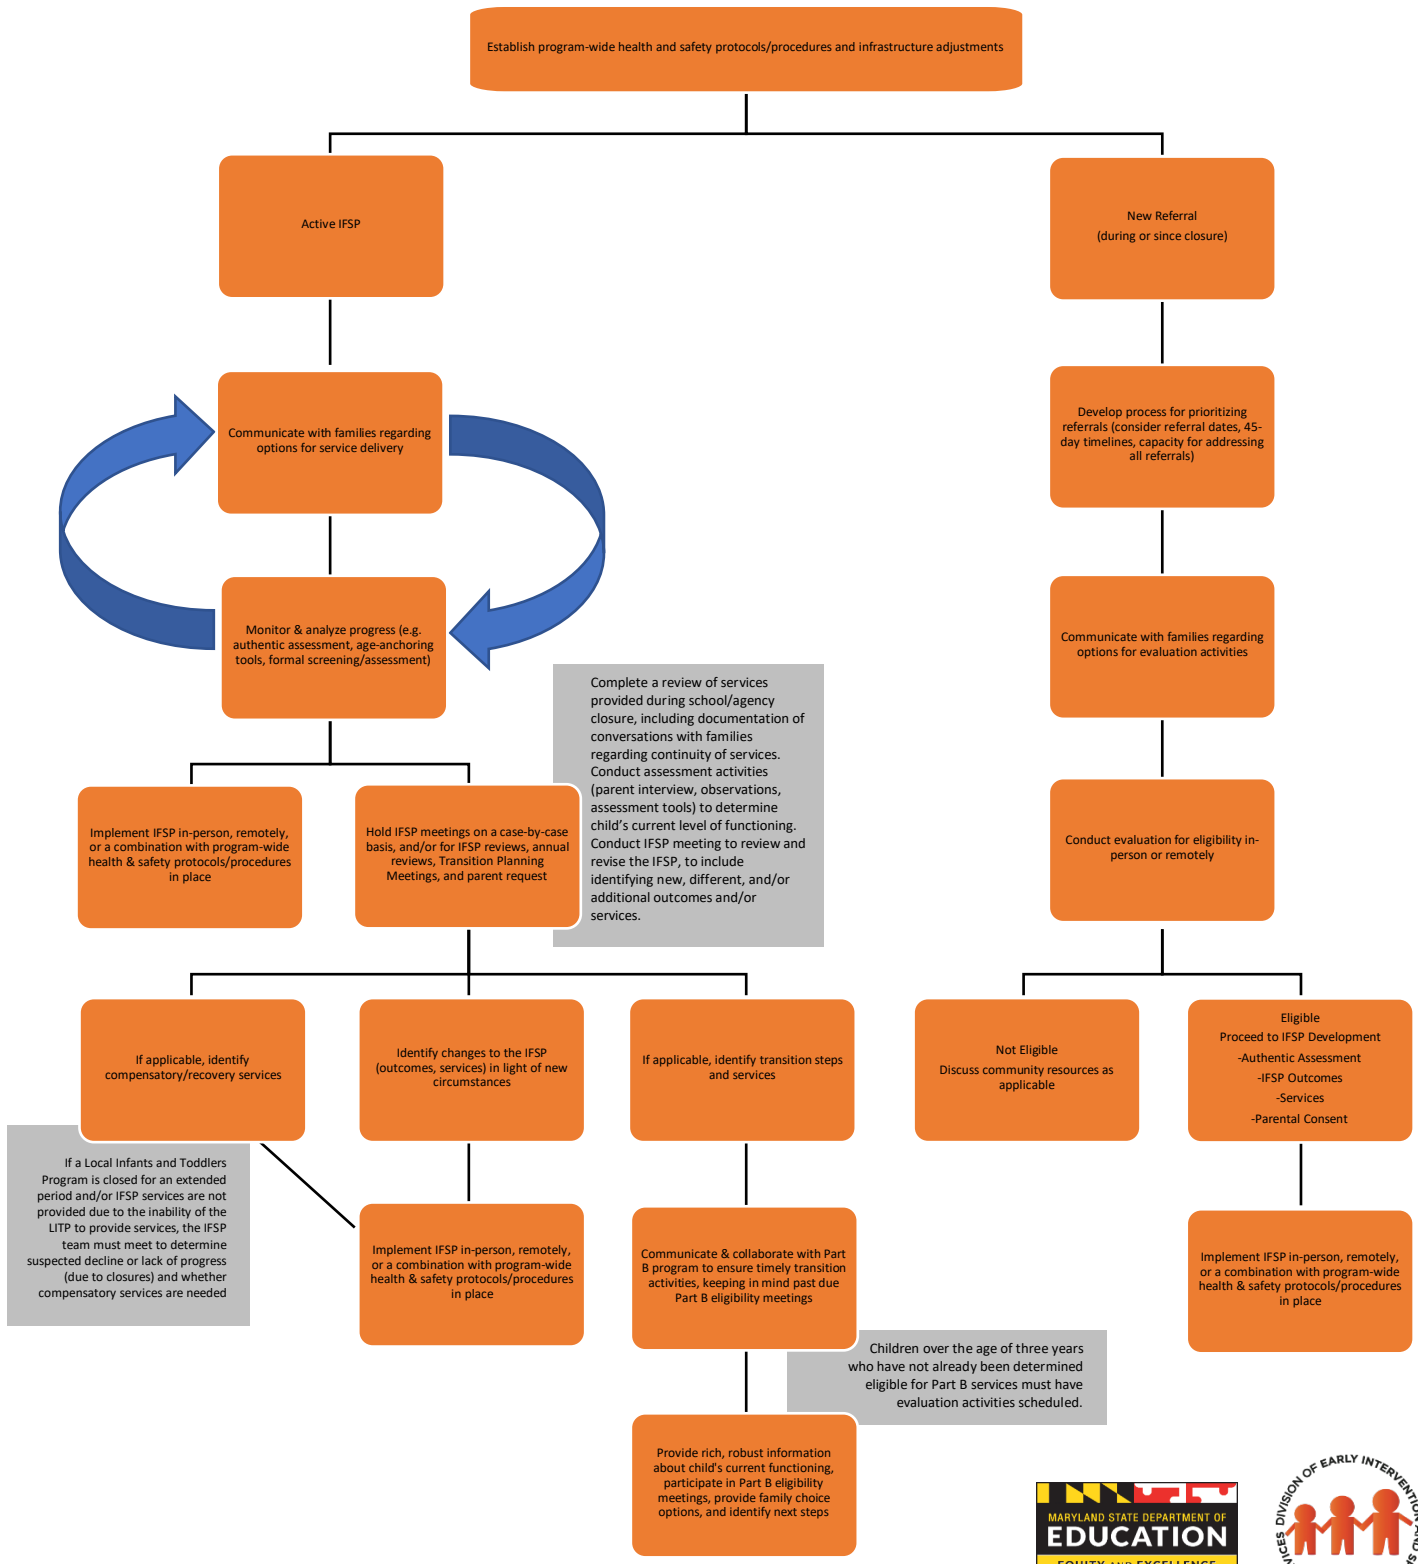 Establish program-wide health and safety protocols/procedures and infrastructure adjustments
Active IFSP
New Referral
(during or since closure)
Communicate with families regarding
options for service delivery
Develop process for prioritizing
referrals (consider referral dates, 45-
day timelines, capacity for addressing
all referrals)
Monitor & analyze progress (e.g.
authentic assessment, age-anchoring
tools, formal screening/assessment)
Communicate with families regarding
options for evaluation activities
Complete a review of services
provided during school/agency
closure, including documentation of
conversations with families
regarding continuity of services.
Conduct assessment activities
(parent interview, observations,
assessment tools) to determine
child's current level of functioning.
Conduct IFSP meeting to review and
revise the IFSP, to include
identifying new, different, and/or
additional outcomes and/or
services.
Implement IFSP in-person, remotely,
or a combination with program-wide
health & safety protocols/procedures
in place
Hold IFSP meetings on a case-by-case
basis, and/or for IFSP reviews, annual
reviews, Transition Planning
Meetings, and parent request
Conduct evaluation for eligibility in-
person or remotely
If applicable, identify
compensatory/recovery services
Identify changes to the IFSP
(outcomes, services) in light of new
circumstances
If applicable, identify transition steps
and services
Not Eligible
Discuss community resources as
applicable
Eligible
Proceed to IFSP Development
-Authentic Assessment
-IFSP Outcomes
-Services
-Parental Consent
If a Local Infants and Toddlers
Program is closed for an extended
period and/or IFSP services are not
provided due to the inability of the
LITP to provide services, the IFSP
team must meet to determine
suspected decline or lack of progress
(due to closures) and whether
compensatory services are needed
Implement IFSP in-person, remotely,
or a combination with program-wide
health & safety protocols/procedures
in place
Communicate & collaborate with Part
B program to ensure timely transition
activities, keeping in mind past due
Part B eligibility meetings
Implement IFSP in-person, remotely,
or a combination with program-wide
health & safety protocols/procedures
in place
Children over the age of three years
who have not already been determined
eligible for Part B services must have
evaluation activities scheduled.
Provide rich, robust information
about child's current functioning,
participate in Part B eligibility
meetings, provide family choice
options, and identify next steps
MARYLAND STATE DEPARTMENT OF
EDUCATION
EQUITY AND EXCELLENCE
DIVISION OF EARLY INTERVENTION AND